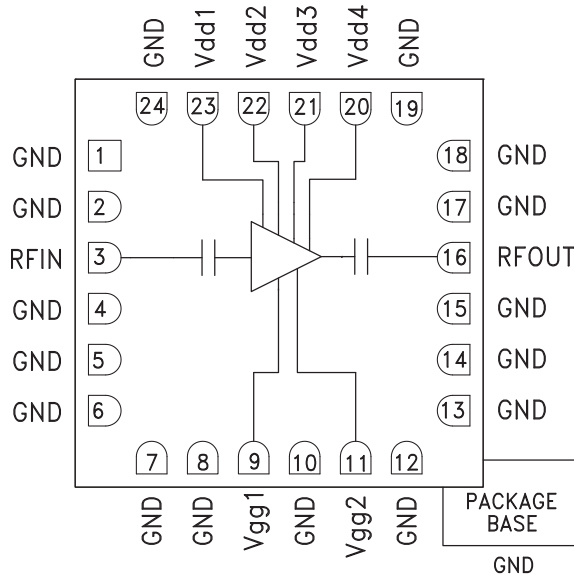 GND
Vdd1
Vdd2
Vdd3
Vdd4
GND
24
23
22
21
20
19
GND 1
18 GND
GND 2
17 GND
RFIN 3
16 RFOUT
GND 4
15 GND
GND 5
14 GND
GND 6
13 GND
7
8
9
10
11
12
GND
GND
Vgg1
GND
Vgg2
GND
PACKAGE
BASE
GND